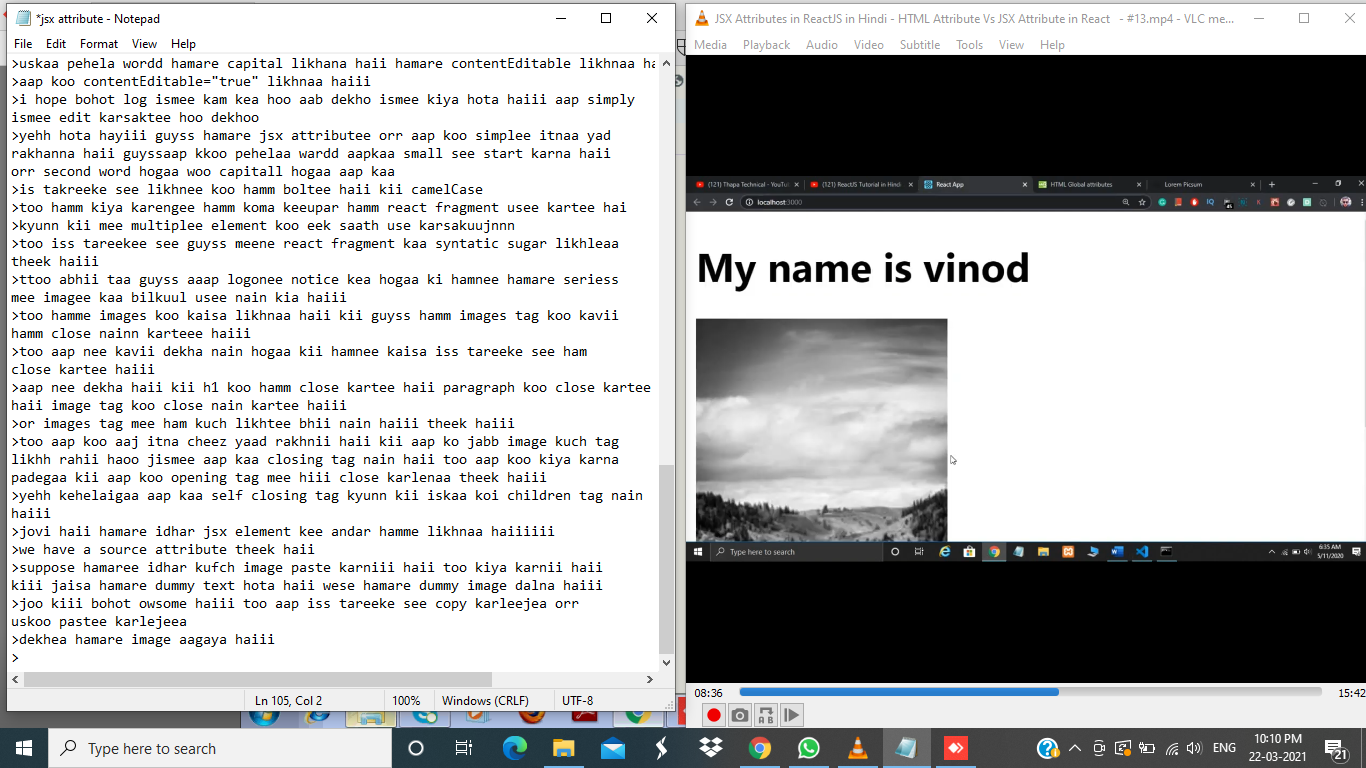 *jsx attribute - Notepad
File Edit Format View Help
>uskaa pehela wordd hamare capital likhana haii hamare contentEditable likhnaa ha
>aap koo contentEditable="true" likhnaa haiii
>i hope bohot log ismee kam kea hoo aab dekho ismee kiya hota haiii aap simply
ismee edit karsaktee hoo dekhoo
>yehh hota hayiii guyss hamare jsx attributee orr aap koo simplee itnaa yad
rakhanna haii guyssaap kkoo pehelaa wardd aapkaa small see start karna haii
orr second word hogaa woo capitall hogaa aap kaa
>is takreeke see likhnee koo hamm boltee haii kii camelCase
>too hamm kiya karengee hamm koma keeupar hamm react fragment usee kartee hai
>kyunn kii mee multiplee element koo eek saath use karsakuujnnn
>too iss tareekee see guyss meene react fragment kaa syntatic sugar likhleaa
theek haiii
>ttoo abhii taa guyss aaap logonee notice kea hogaa ki hamnee hamare seriess
mee imagee kaa bilkuul usee nain kia haiii
>too hamme images koo kaisa likhnaa haii kii guyss hamm images tag koo kavii
hamm close nainn karteee haiii
>too aap nee kavii dekha nain hogaa kii hamnee kaisa iss tareeke see ham
close kartee haiii
>aap nee dekha haii kii h1 koo hamm close kartee haii paragraph koo close kartee
haii image tag koo close nain kartee haiii
>or images tag mee ham kuch likhtee bhii nain haiii theek haiii
>too aap koo aaj itna cheez yaad rakhnii haii kii aap ko jabb image kuch tag
likhh rahii haoo jismee aap kaa closing tag nain haii too aap koo kiya karna
padegaa kii aap koo opening tag mee hiii close karlenaa theek haiii
>yehh kehelaigaa aap kaa self closing tag kyunn kii iskaa koi children tag nain
haiii
>jovi haii hamare idhar jsx element kee andar hamme likhnaa haiiiiii
>we have a source attribute theek haii
>suppose hamaree idhar kufch image paste karniii haii too kiya karnii haii
kiii jaisa hamare dummy text hota haii wese hamare dummy image dalna haiii
>joo kiii bohot owsome haiii too aap iss tareeke see copy karleejea orr
uskoo pastee karlejeea
>dekhea hamare image aagaya haiii
>
Ln 105, Col 2 100% Windows (CRLF) UTF-8
JSX Attributes in ReactJS in Hindi - HTML Attribute Vs JSX Attribute in React - #13.mp4 - VLC me...
Media Playback Audio Video Subtitle Tools View Help
(121) Thapa Technical - YouTu (121) ReactJS Tutorial in Hindi React App HTML Global attributes Lorem Picsum
localhost:3000
My name is vinod
Type here to search
6:35 AM
5/11/2020
08:36 15:42
Type here to search
ENG
10:10 PM
22-03-2021
21